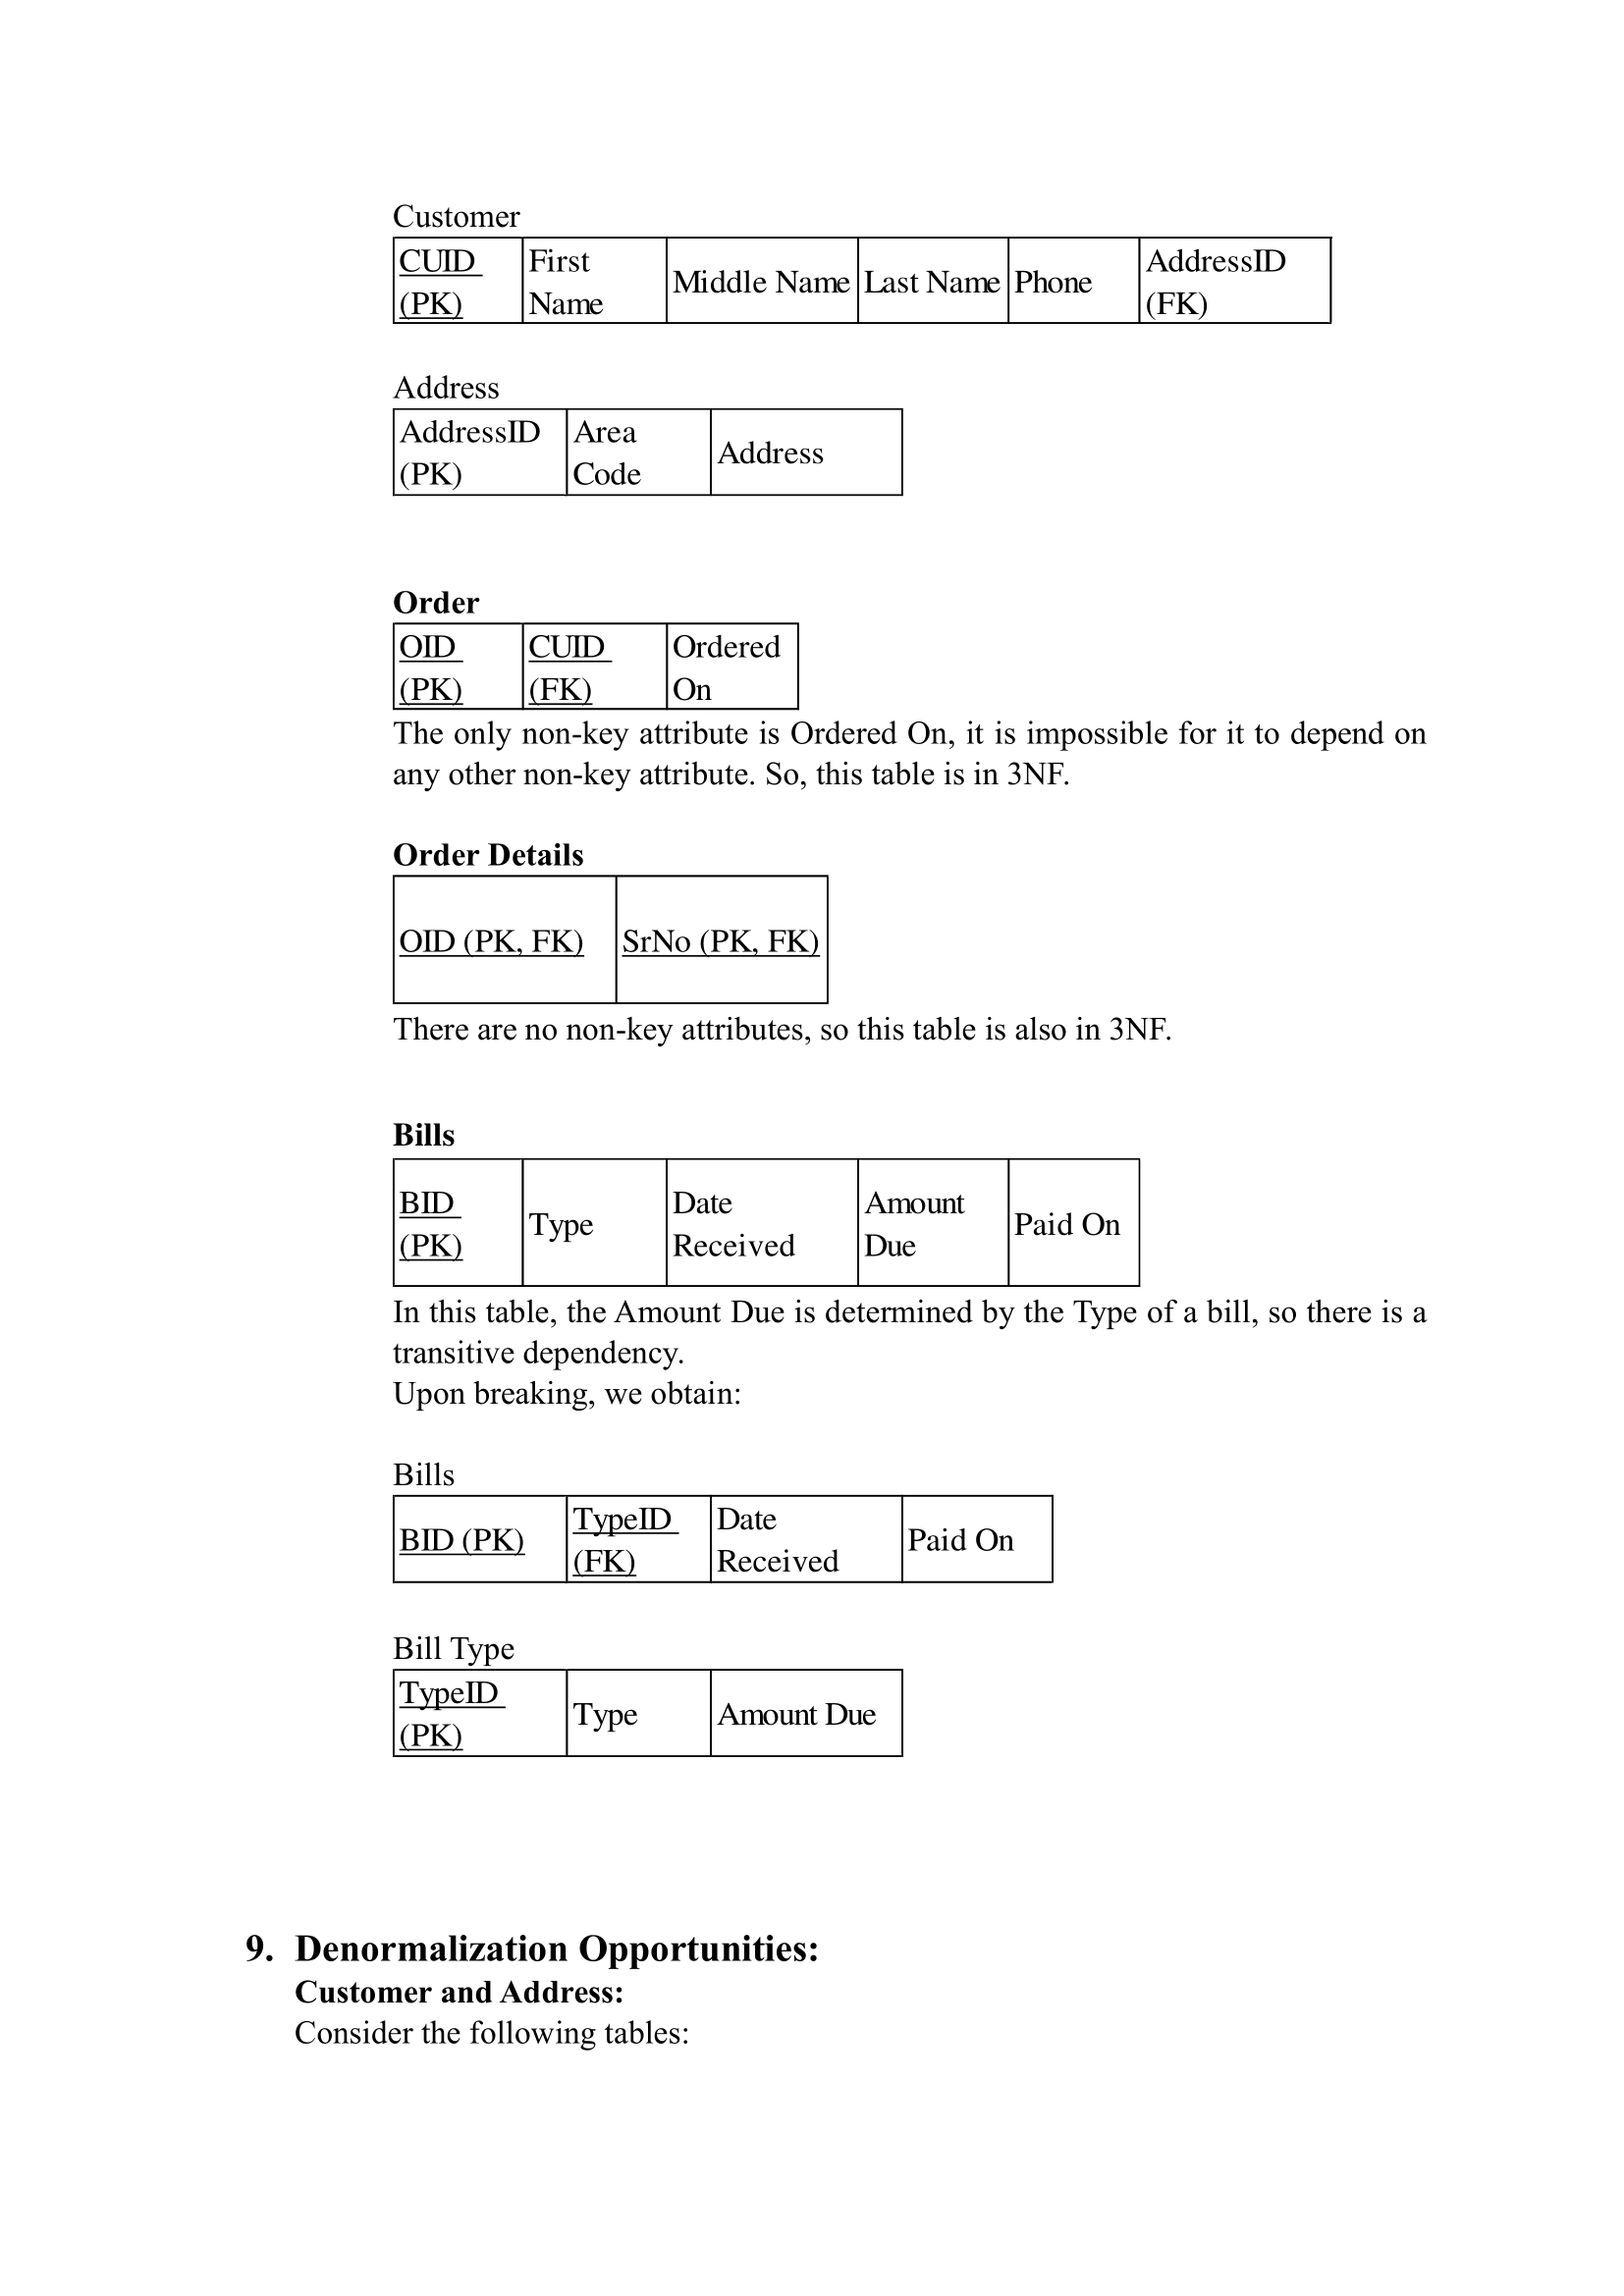 Customer
CUID First Middle Name Last Name Phone AddressID
(PK) Name (FK)
Address
AddressID Area Address
(PK) Code
Order
OID CUID Ordered
(PK) (FK) On
The only non-key attribute is Ordered On, it is impossible for it to depend on
any other non-key attribute. So, this table is in 3NF.
Order Details
OID (PK, FK) SrNo (PK, FK)
There are no non-key attributes, so this table is also in 3NF.
Bills
BID Type Date Amount Paid On
(PK) Received Due
In this table, the Amount Due is determined by the Type of a bill, so there is a
transitive dependency.
Upon breaking, we obtain:
Bills
BID (PK) TypeID Date Paid On
(FK) Received
Bill Type
TypeID Type Amount Due
(PK)
9. Denormalization Opportunities:
Customer and Address:
Consider the following tables: